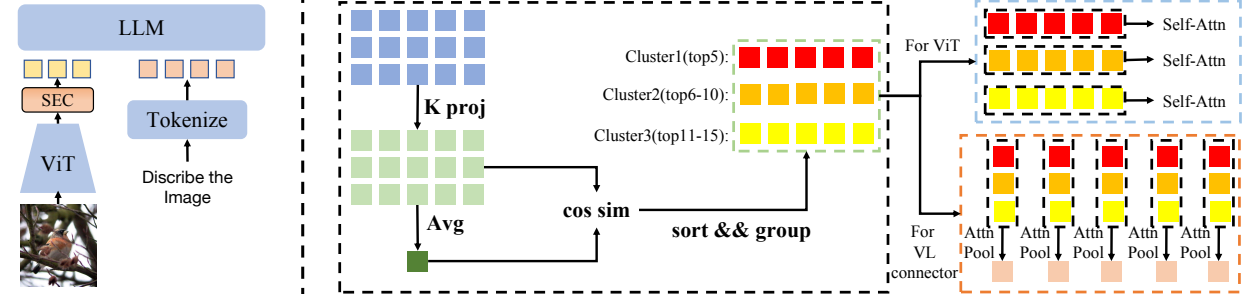 LLM
SEC
ViT
Tokenize
Discribe the
Image
K proj
Avg
cos sim
sort && group
Cluster1(top5):
Cluster2(top6-10):
Cluster3(top11-15):
For ViT
Self-Attn
Self-Attn
Self-Attn
For
VL
connector
Attn
Pool
Attn
Pool
Attn
Pool
Attn
Pool
Attn
Pool